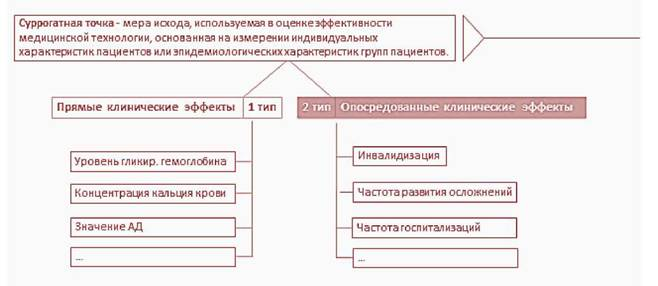 Суррогатная точка - мера исхода, используемая в оценке эффективности
медицинской технологии, основанная на измерении индивидуальных
характеристик пациентов или эпидемиологических характеристик групп пациентов.
Прямые клинические эффекты 1 тип
2 тип Опосредованные клинические эффекты
Уровень гликир. гемоглобина
Инвалидизация
Концентрация кальция крови
Частота развития осложнений
Значение АД
Частота госпитализаций
...
...